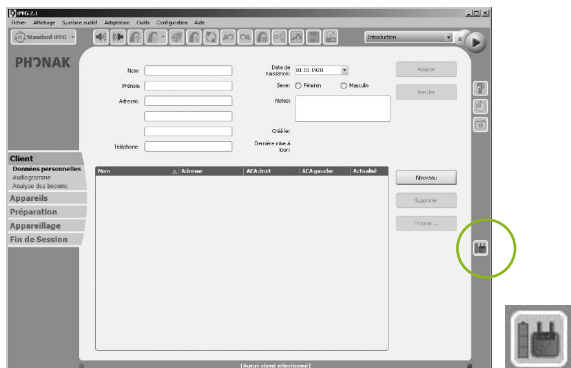 iPFG 2.1
Fichier Affichage Système auditif Adaptation Outils Configuration Aide
Standard iPFG
Introduction
PHONAK
Nom:
Prénom
Adresse:
Téléphone:
Date de naissance:
01.01.1920
Sexe:
Féminin
Masculin
Notes:
Créé le:
Dernière mise à jour:
Annuler
Client
Données personnelles
Audiogramme
Analyse des besoins
Appareils
Préparation
Appareillage
Fin de Session
Nom Adresse ACA droit ACA gauche Actualisé
Nouveau
Supprimer
Trouver...
[Aucun client sélectionné]